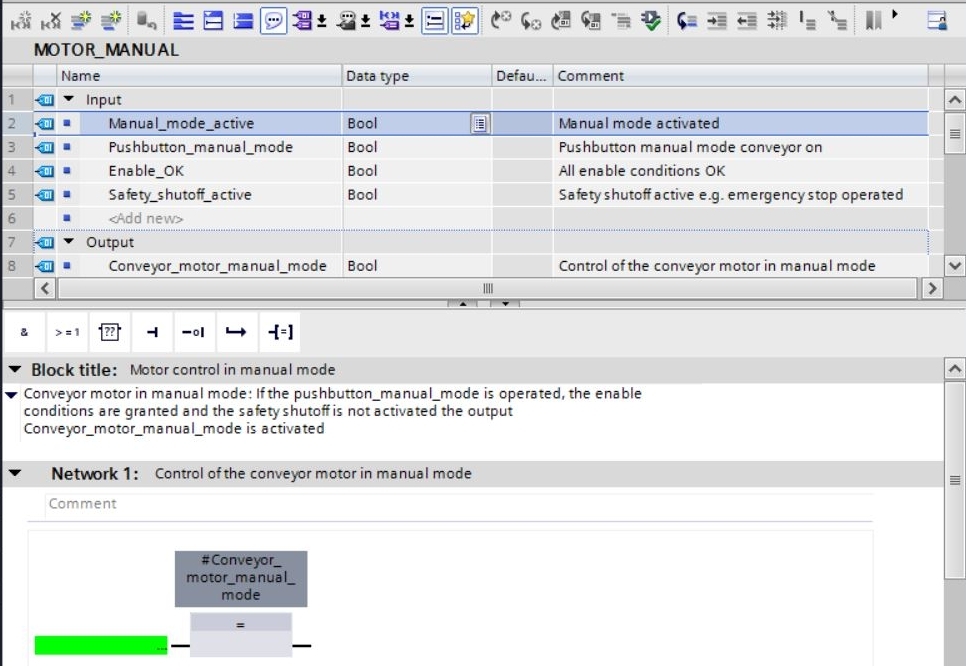 MOTOR_MANUAL
Name Data type Defau... Comment
1 Input
2 Manual_mode_active Bool Manual mode activated
3 Pushbutton_manual_mode Bool Pushbutton manual mode conveyor on
4 Enable_OK Bool All enable conditions OK
5 Safety_shutoff_active Bool Safety shutoff active e.g. emergency stop operated
6 <Add new>
7 Output
8 Conveyor_motor_manual_mode Bool Control of the conveyor motor in manual mode
& >=1 ?? -o| [=]
Block title: Motor control in manual mode
Conveyor motor in manual mode: If the pushbutton_manual_mode is operated, the enable
conditions are granted and the safety shutoff is not activated the output
Conveyor_motor_manual_mode is activated
Network 1: Control of the conveyor motor in manual mode
Comment
#Conveyor_
motor_manual_
mode
=
...